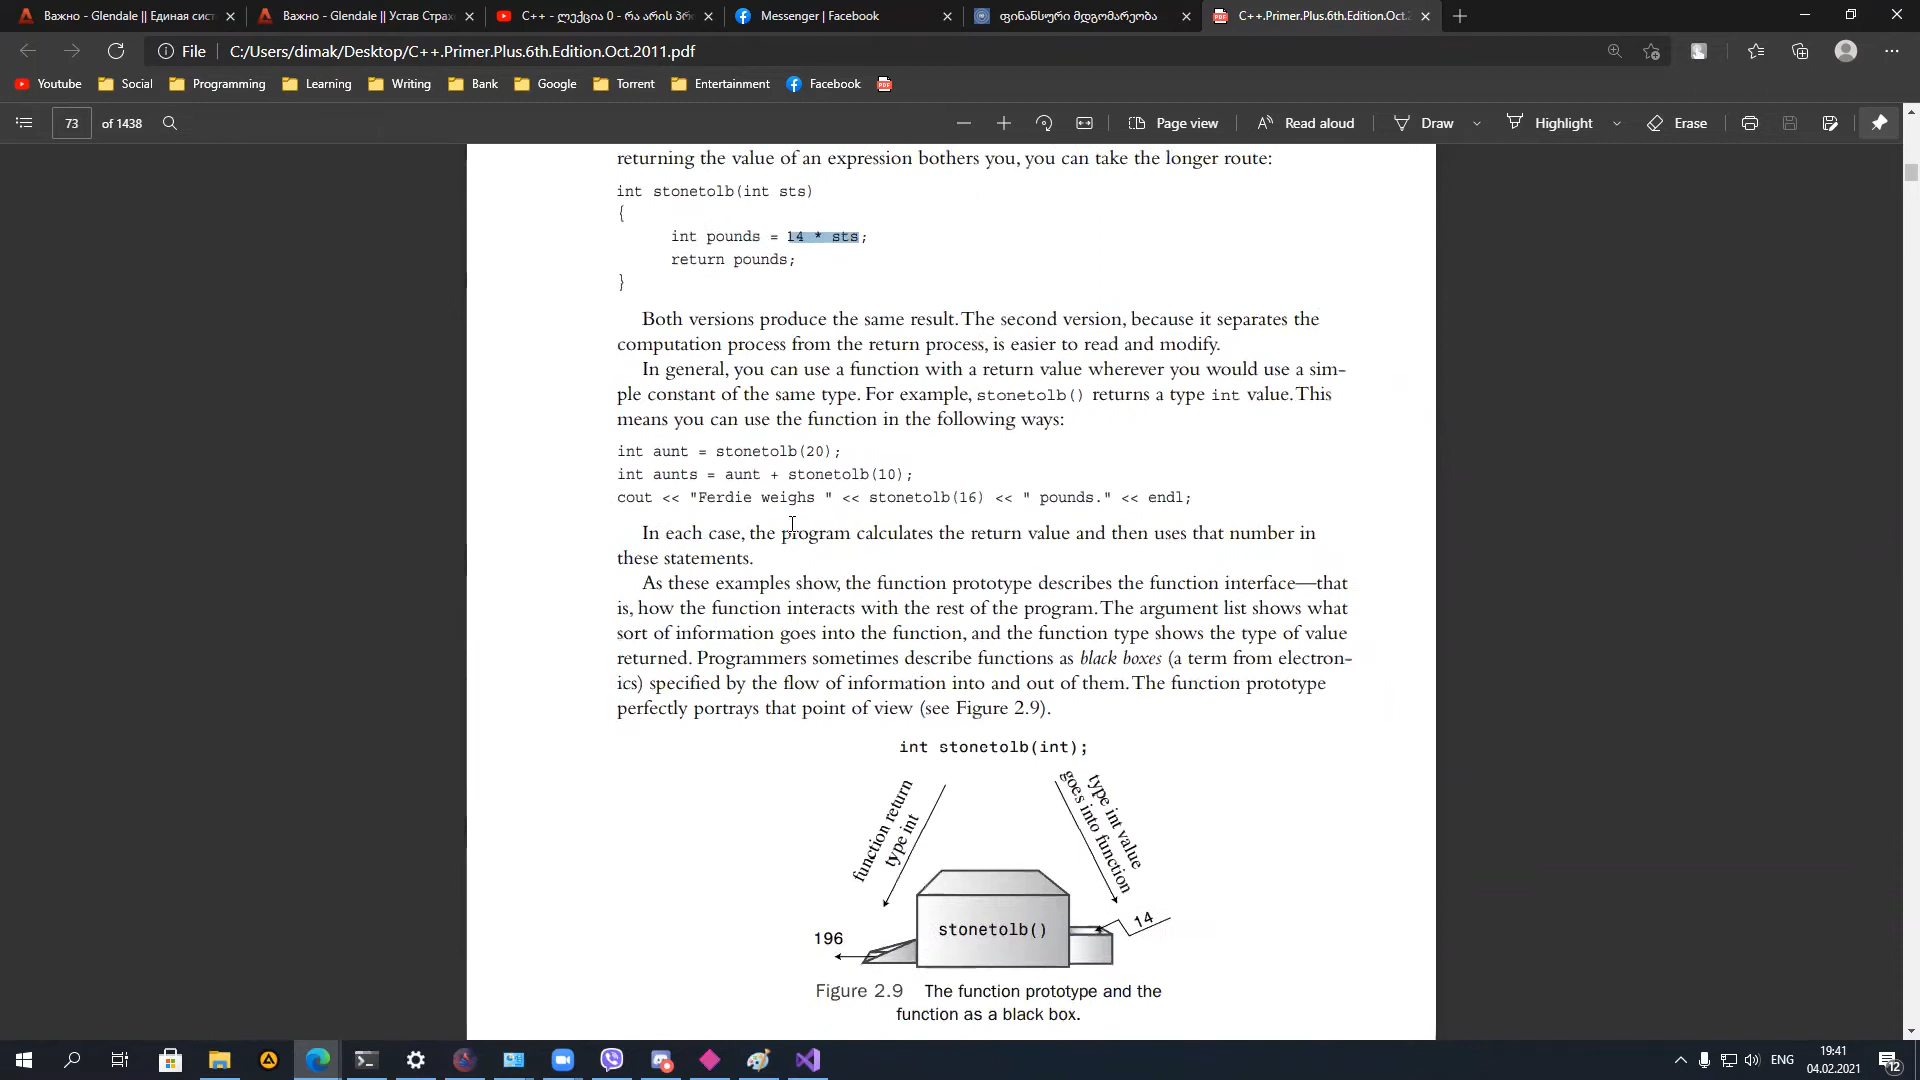 Важно - Glendale || Единая сист
Важно - Glendale || Устав Страхо
C++ - ლექცია 0 - რა არის პრ
Messenger | Facebook
ფინანსური მდგომარეობა
C++.Primer.Plus.6th.Edition.Oct.2
File
C:/Users/dimak/Desktop/C++.Primer.Plus.6th.Edition.Oct.2011.pdf
Youtube
Social
Programming
Learning
Writing
Bank
Google
Torrent
Entertainment
Facebook
73
of 1438
Page view
Read aloud
Draw
Highlight
Erase
returning the value of an expression bothers you, you can take the longer route:
int stonetolb(int sts)
{
int pounds = 14 * sts;
return pounds;
}
Both versions produce the same result. The second version, because it separates the
computation process from the return process, is easier to read and modify.
In general, you can use a function with a return value wherever you would use a sim-
ple constant of the same type. For example, stonetolb() returns a type int value. This
means you can use the function in the following ways:
int aunt = stonetolb(20);
int aunts = aunt + stonetolb(10);
cout << "Ferdie weighs " << stonetolb(16) << " pounds." << endl;
In each case, the program calculates the return value and then uses that number in
these statements.
As these examples show, the function prototype describes the function interface—that
is, how the function interacts with the rest of the program. The argument list shows what
sort of information goes into the function, and the function type shows the type of value
returned. Programmers sometimes describe functions as black boxes (a term from electron-
ics) specified by the flow of information into and out of them. The function prototype
perfectly portrays that point of view (see Figure 2.9).
int stonetolb(int);
function return
type int
type int value
goes into function
stonetolb()
14
196
Figure 2.9 The function prototype and the
function as a black box.
ENG
19:41
04.02.2021
12